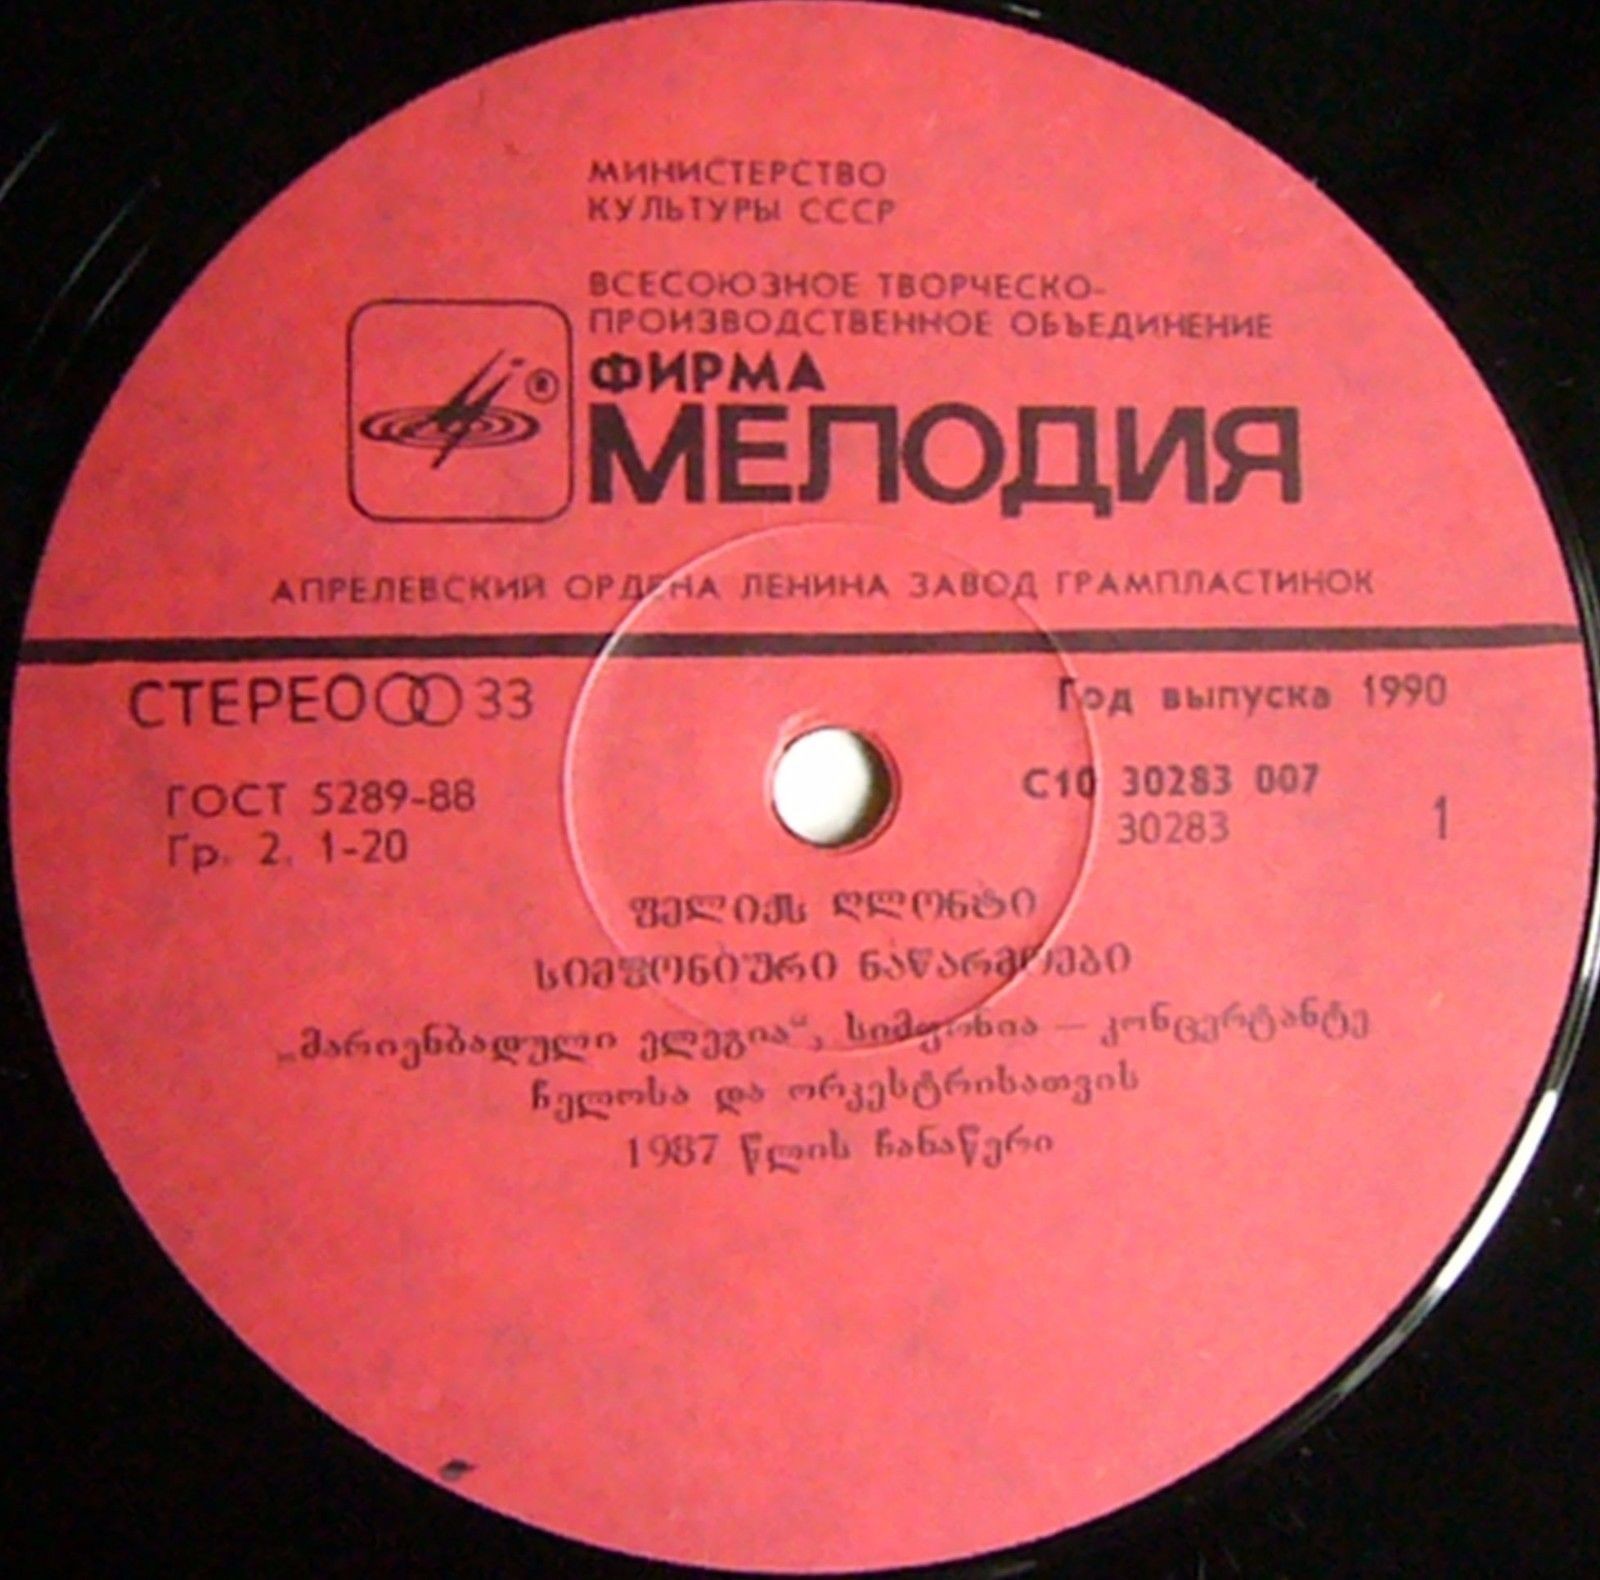 МИНИСТЕРСТВО
КУЛЬТУРЫ СССР
ВСЕСОЮЗНОЕ ТВОРЧЕСКО-
ПРОИЗВОДСТВЕННОЕ ОБЪЕДИНЕНИЕ
ФИРМА
®
МЕЛОДИЯ
АПРЕЛЕВСКИЙ ОРДЕНА ЛЕНИНА ЗАВОД ГРАМПЛАСТИНОК
СТЕРЕО 33
Год выпуска 1990
ГОСТ 5289-88
С10 30283 007
Гр. 2. 1-20
30283
1
ფელიქს ღლონტი
სიმფონიური ნაწარმოები
„მარიენბადული ელეგია“, სიმფონია — კონცერტანტე
ჩელოსა და ორკესტრისათვის
1987 წლის ჩანაწერი